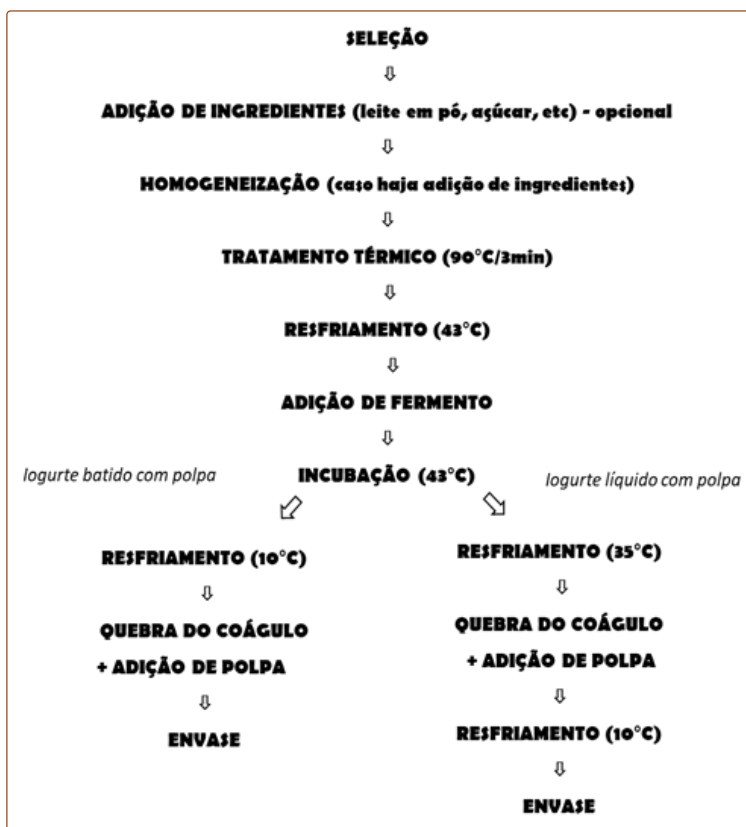 SELEÇÃO
ADIÇÃO DE INGREDIENTES (leite em pó, açúcar, etc) - opcional
HOMOGENEIZAÇÃO (caso haja adição de ingredientes)
TRATAMENTO TÉRMICO (90°C/3min)
RESFRIAMENTO (43°C)
ADIÇÃO DE FERMENTO
INCUBAÇÃO (43°C)
Iogurte batido com polpa
RESFRIAMENTO (10°C)
QUEBRA DO COÁGULO
+ ADIÇÃO DE POLPA
ENVASE
Iogurte líquido com polpa
RESFRIAMENTO (35°C)
QUEBRA DO COÁGULO
+ ADIÇÃO DE POLPA
RESFRIAMENTO (10°C)
ENVASE